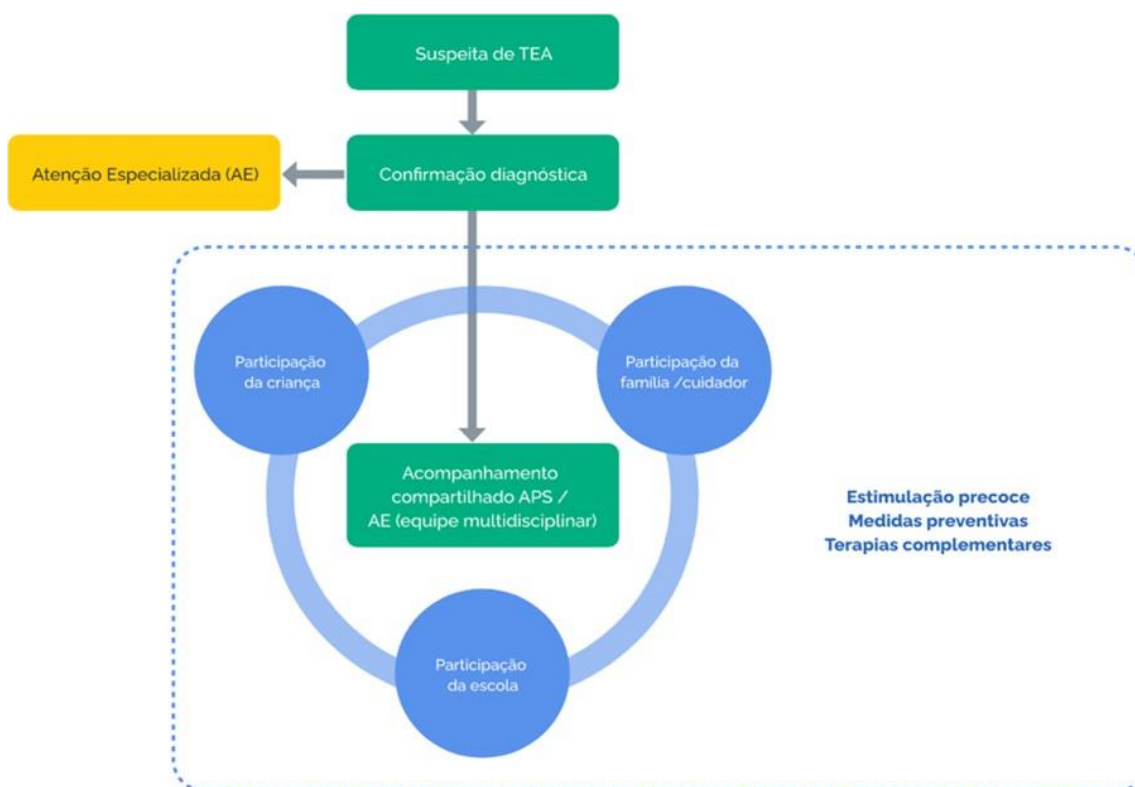 Suspeita de TEA
Atenção Especializada (AE)
Confirmação diagnóstica
Participação
da criança
Participação da
família /cuidador
Acompanhamento
compartilhado APS /
AE (equipe multidisciplinar)
Estimulação precoce
Medidas preventivas
Terapias complementares
Participação
da escola